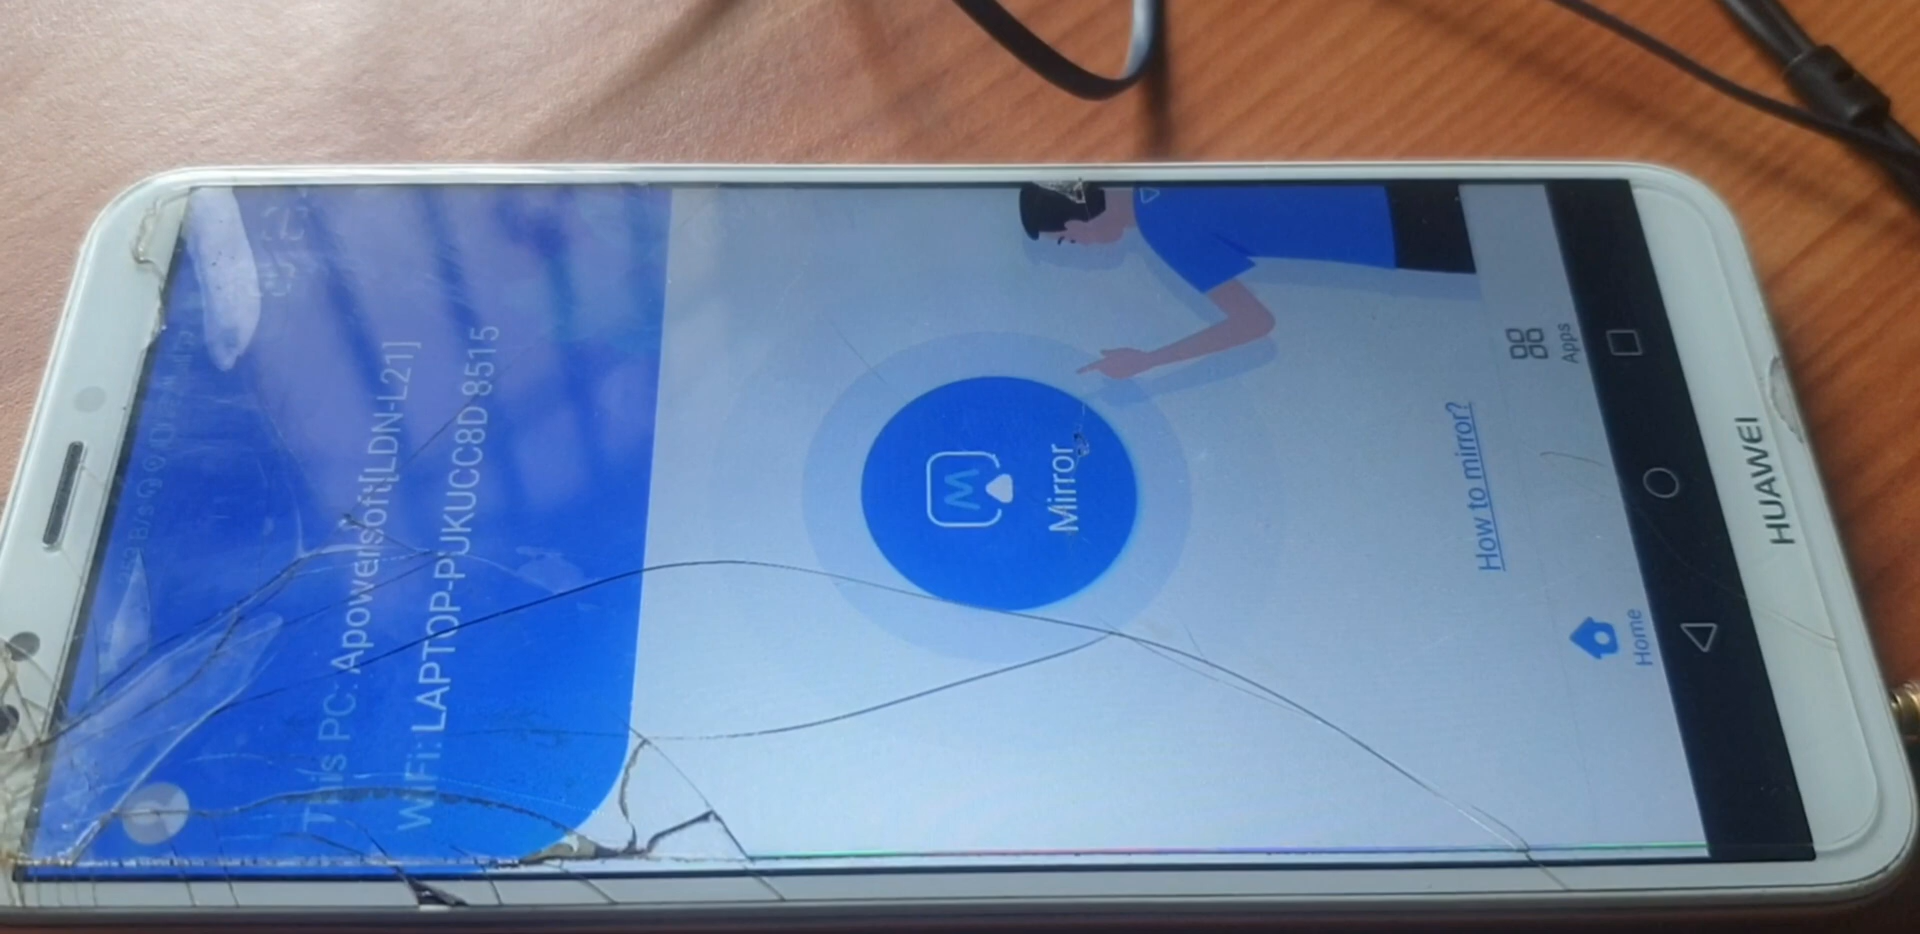 This PC: Apowersoft[LDN-L21]
WiFi: LAPTOP-PUKUCC8D 8515
M
Mirror
How to mirror?
Home
Apps
HUAWEI